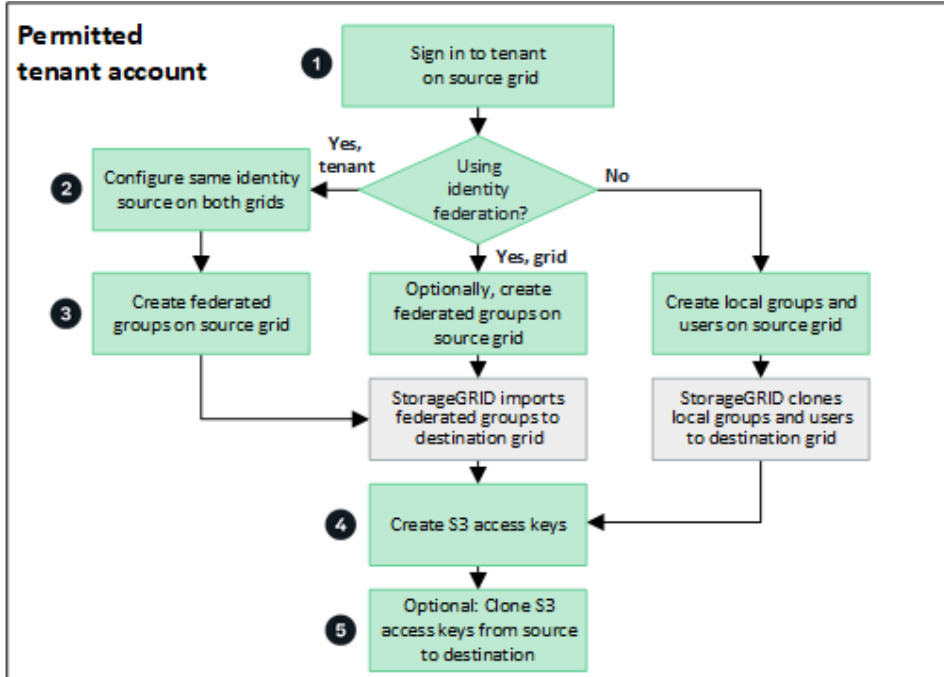 Permitted
tenant account
1
Sign in to tenant
on source grid
Yes,
tenant
Using
identity
federation?
No
2
Configure same identity
source on both grids
Yes, grid
3
Create federated
groups on source grid
Optionally, create
federated groups on
source grid
Create local groups and
users on source grid
StorageGRID imports
federated groups to
destination grid
StorageGRID clones
local groups and users
to destination grid
4
Create S3 access keys
5
Optional: Clone S3
access keys from source
to destination